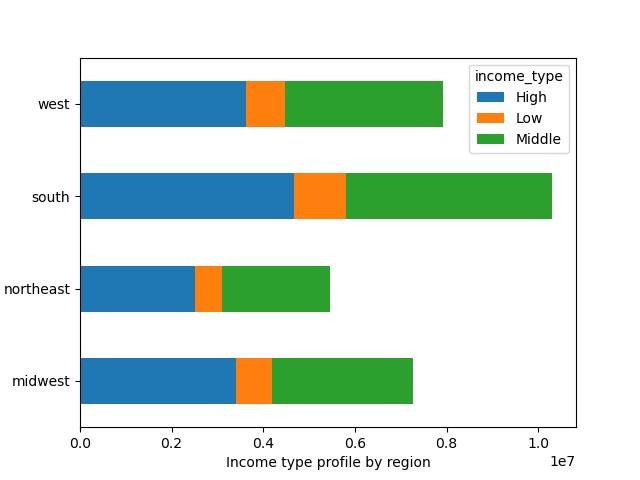 income_type
High
Low
Middle
west
south
northeast
midwest
0.0 0.2 0.4 0.6 0.8 1.0
1e7
Income type profile by region